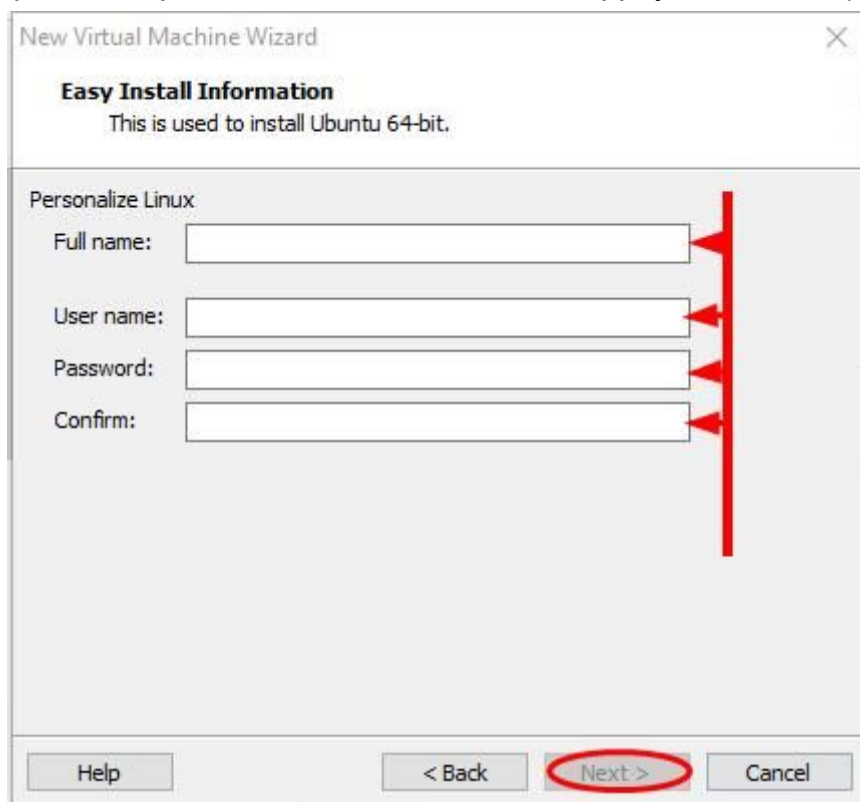 New Virtual Machine Wizard
Easy Install Information
This is used to install Ubuntu 64-bit.
Personalize Linux
Full name:
User name:
Password:
Confirm:
Help
< Back
Next >
Cancel